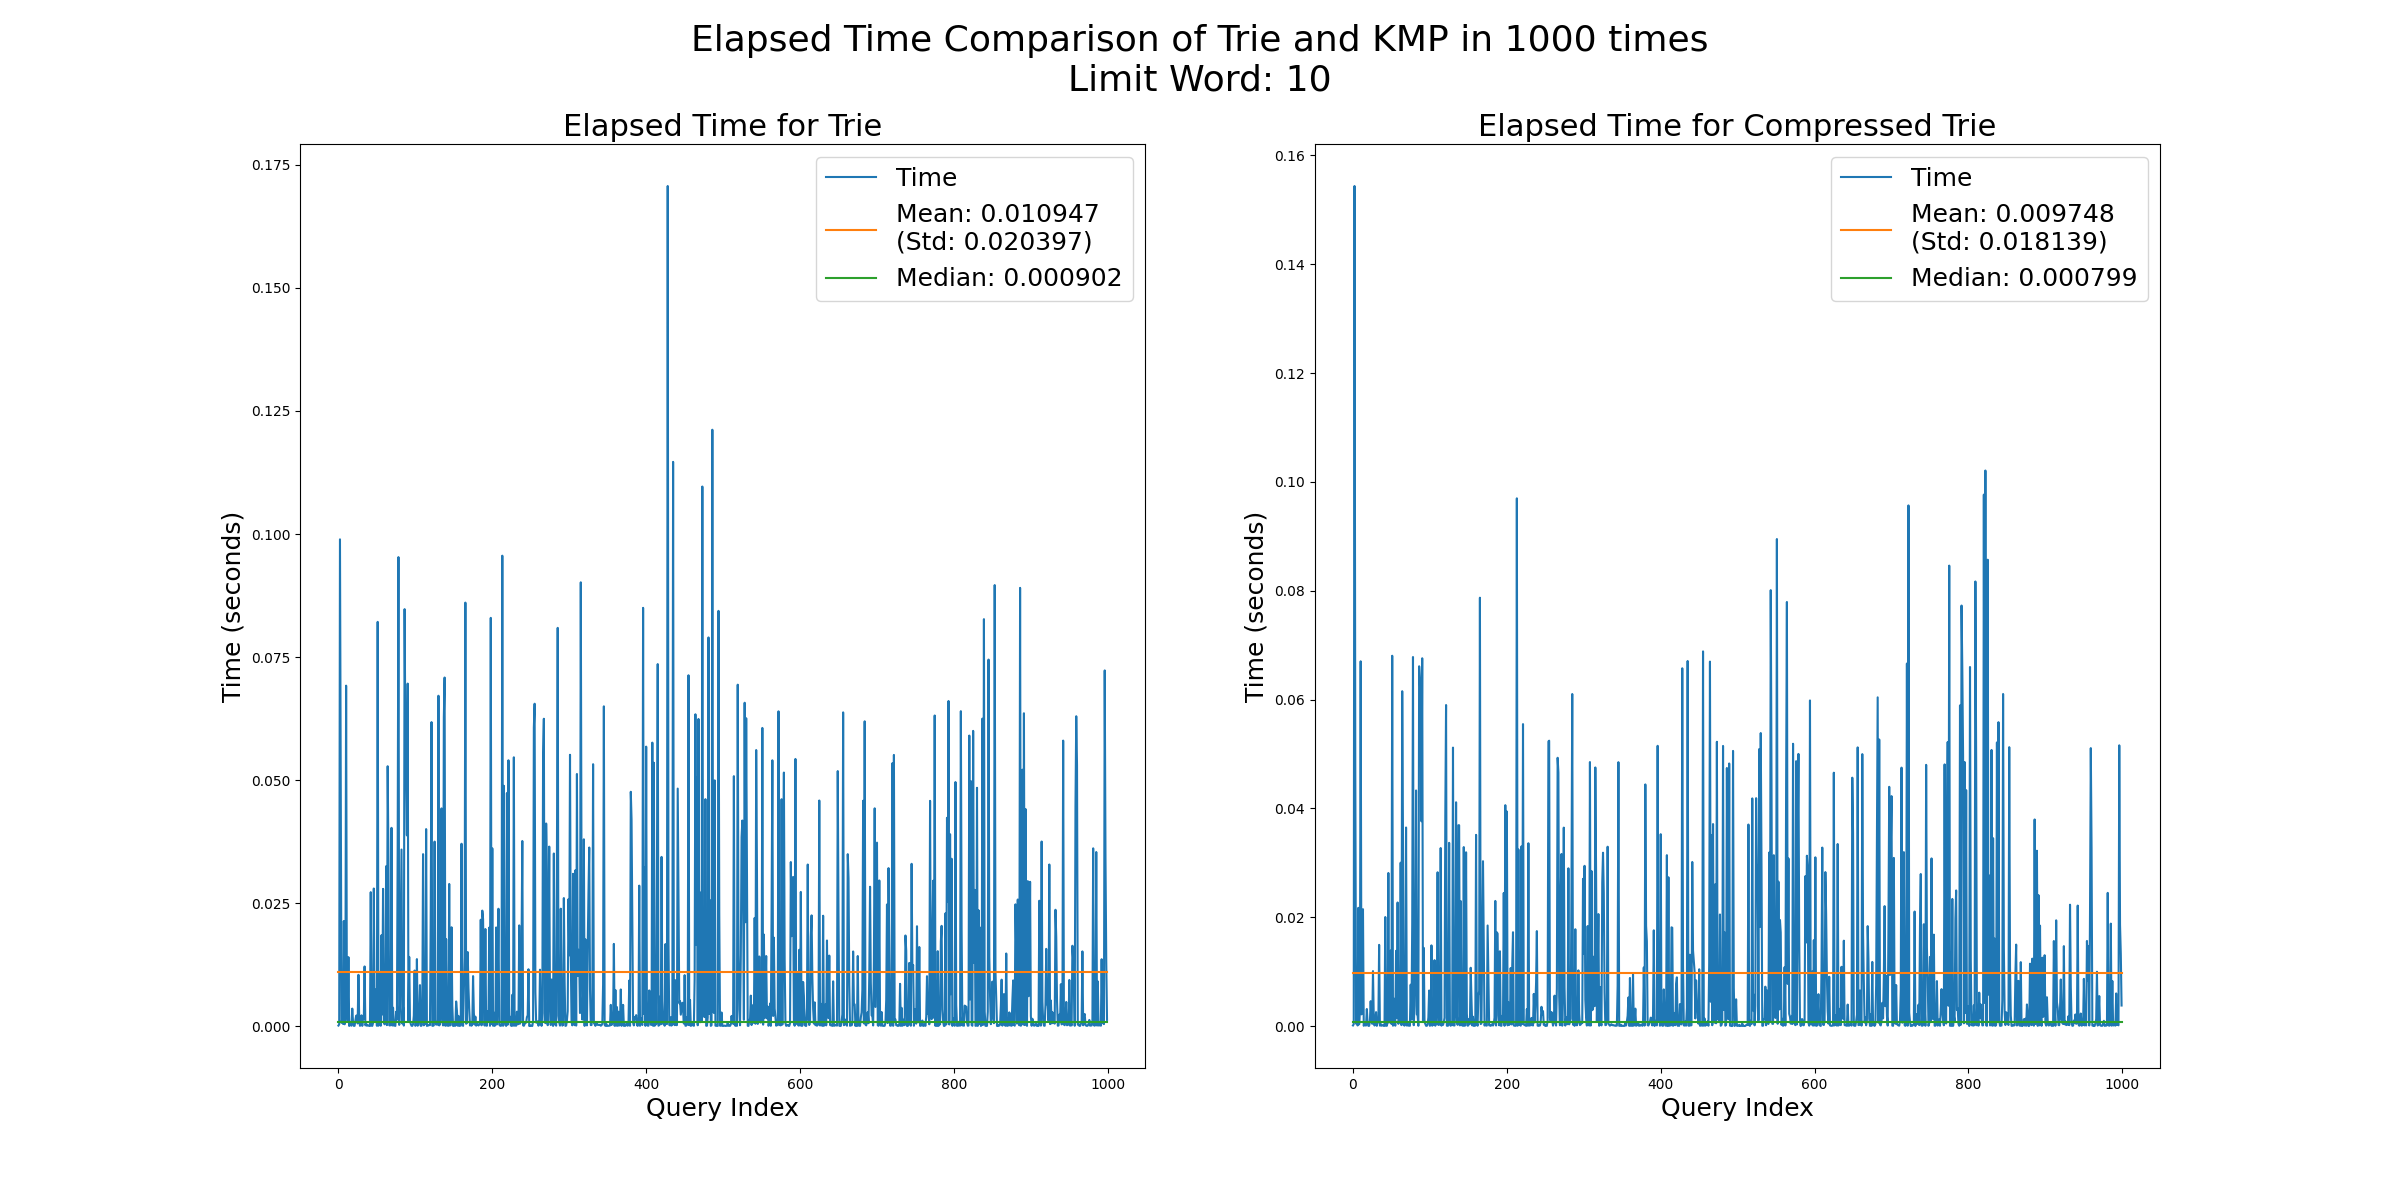 Elapsed Time Comparison of Trie and KMP in 1000 times
Limit Word: 10
Elapsed Time for Trie
Time (seconds)
0.175
0.150
0.125
0.100
0.075
0.050
0.025
0.000
Time
Mean: 0.010947
(Std: 0.020397)
Median: 0.000902
0 200 400 600 800 1000
Query Index
Elapsed Time for Compressed Trie
Time (seconds)
0.16
0.14
0.12
0.10
0.08
0.06
0.04
0.02
0.00
Time
Mean: 0.009748
(Std: 0.018139)
Median: 0.000799
0 200 400 600 800 1000
Query Index